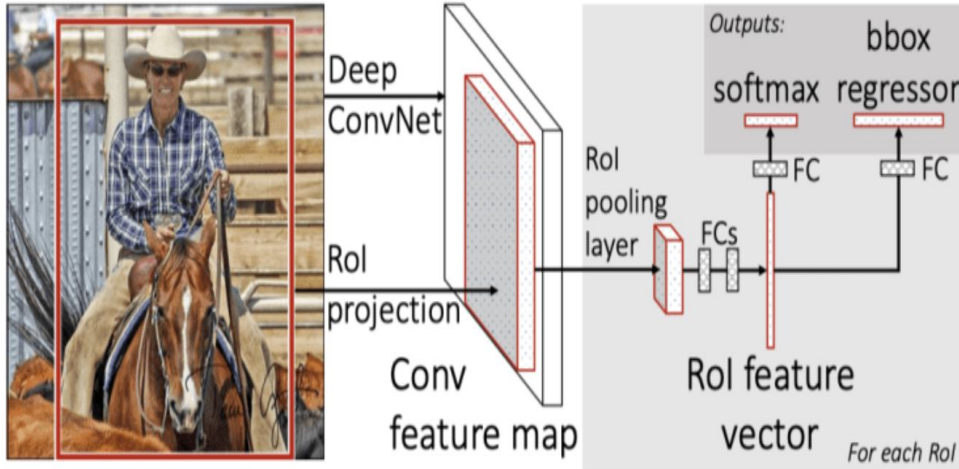 Deep
ConvNet
RoI
projection
Conv
feature map
RoI
pooling
layer
FCs
RoI feature
vector
Outputs:
softmax
bbox
regressor
FC
FC
For each RoI